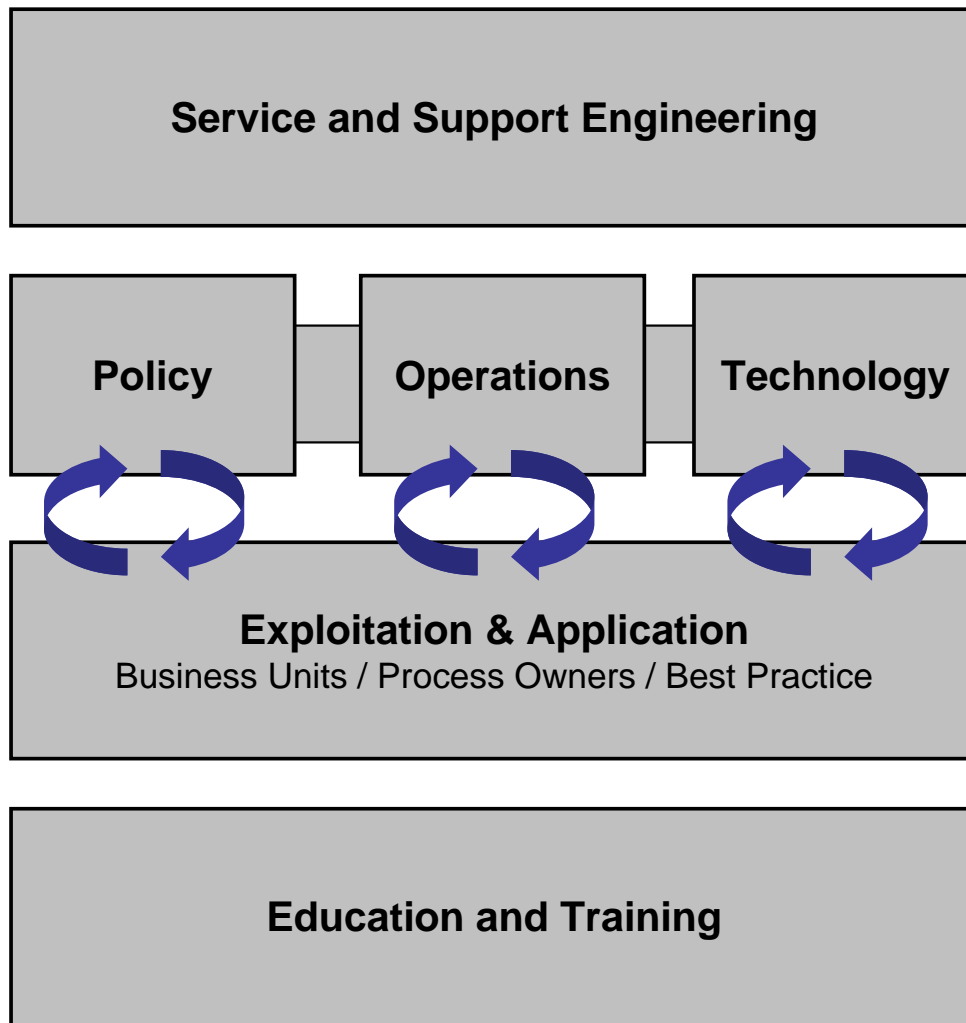 Service and Support Engineering
Policy
Operations
Technology
Exploitation & Application
Business Units / Process Owners / Best Practice
Education and Training